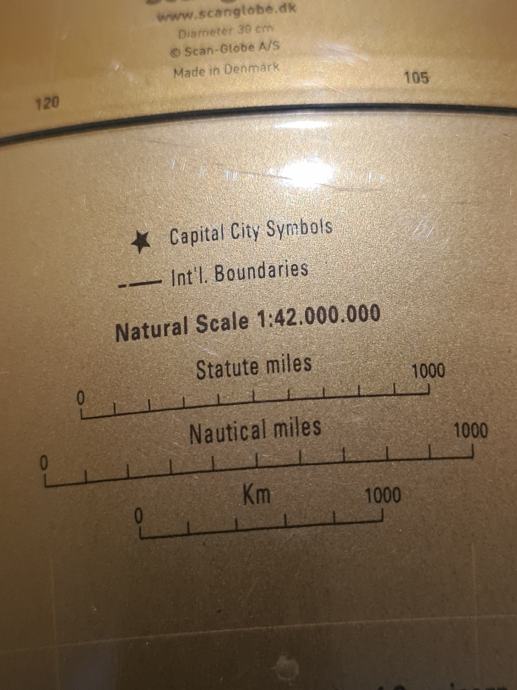 www.scanglobe.dk
Diameter 30 cm
© Scan-Globe A/S
Made in Denmark
120 105
Capital City Symbols
Int'l. Boundaries
Natural Scale 1:42.000.000
Statute miles
0 1000
Nautical miles
0 1000
Km
0 1000